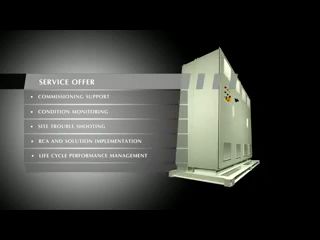 SERVICE OFFER
• COMMISSIONING SUPPORT
• CONDITION MONITORING
• SITE TROUBLE SHOOTING
• RCA AND SOLUTION IMPLEMENTATION
• LIFE CYCLE PERFORMANCE MANAGEMENT